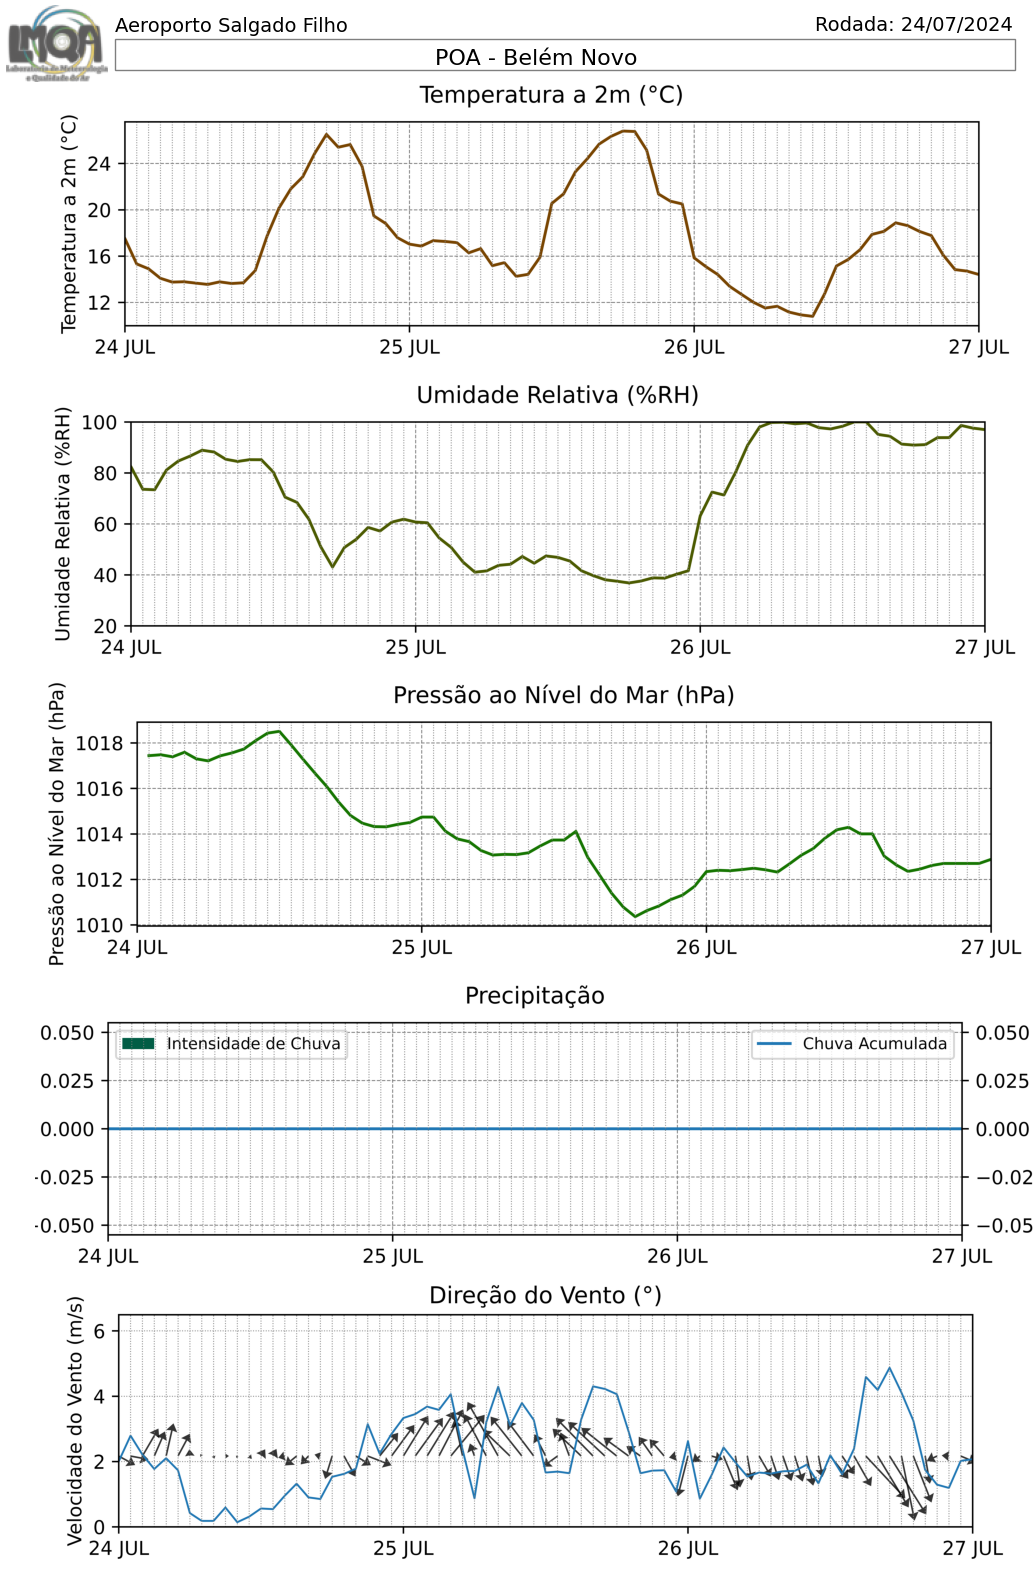 LMQA
Laboratório de Meteorologia
e Qualidade do Ar
Aeroporto Salgado Filho
Rodada: 24/07/2024
POA - Belém Novo
Temperatura a 2m (°C)
Temperatura a 2m (°C)
24
20
16
12
24 JUL 25 JUL 26 JUL 27 JUL
Umidade Relativa (%RH)
Umidade Relativa (%RH)
100
80
60
40
20
24 JUL 25 JUL 26 JUL 27 JUL
Pressão ao Nível do Mar (hPa)
Pressão ao Nível do Mar (hPa)
1018
1016
1014
1012
1010
24 JUL 25 JUL 26 JUL 27 JUL
Precipitação
0.050 0.050
Intensidade de Chuva Chuva Acumulada
0.025 0.025
0.000 0.000
-0.025 −0.02
-0.050 −0.05
24 JUL 25 JUL 26 JUL 27 JUL
Direção do Vento (°)
Velocidade do Vento (m/s)
6
4
2
0
24 JUL 25 JUL 26 JUL 27 JUL